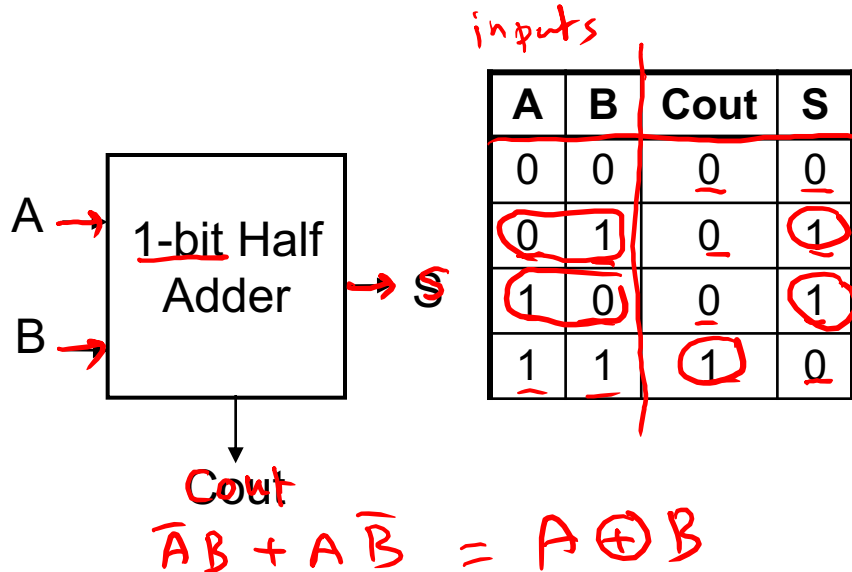 inputs
A B Cout S
0 0 0 0
0 1 0 1
1 0 0 1
1 1 1 0
A
B
1-bit Half
Adder
S
Cout
A̅B + AB̅ = A ⊕ B